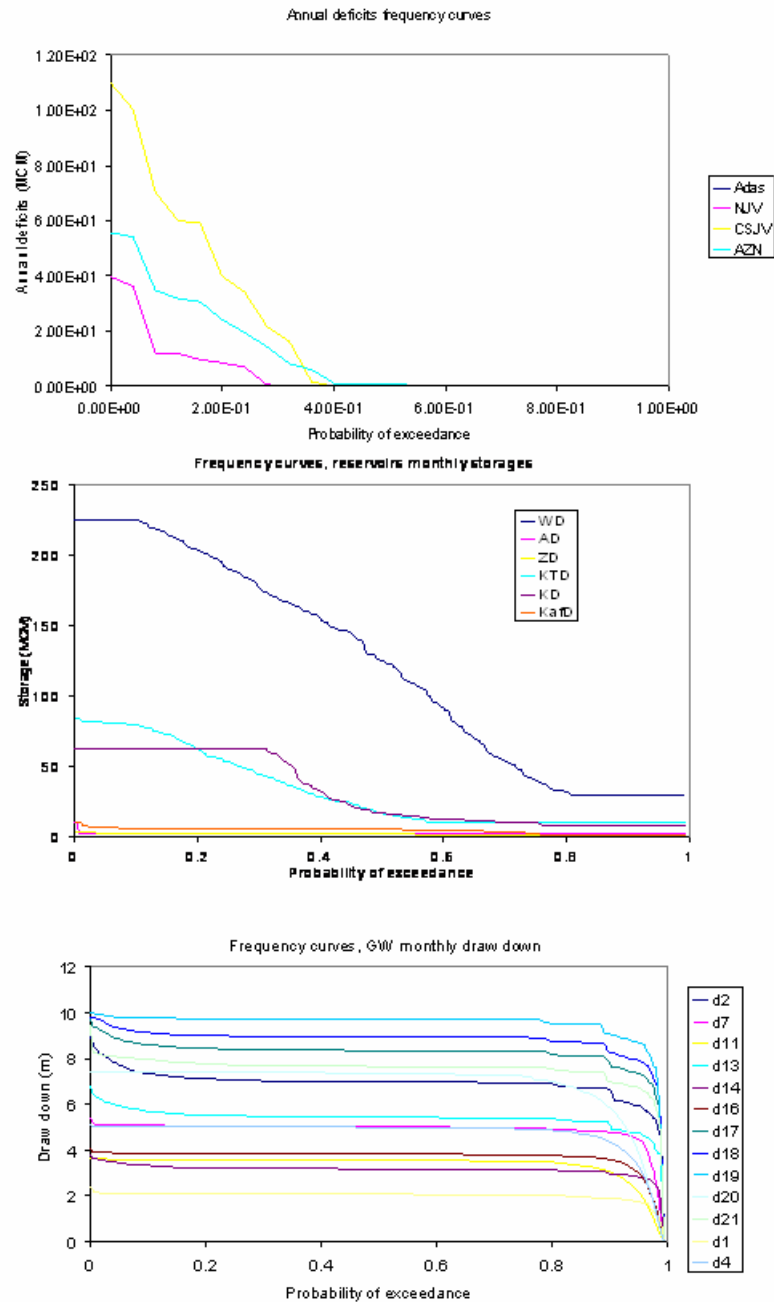 Annual deficits frequency curves
1.20E+02
1.00E+02
8.00E+01
6.00E+01
4.00E+01
2.00E+01
0.00E+00
Annual deficits (MCM)
0.00E+00 2.00E-01 4.00E-01 6.00E-01 8.00E-01 1.00E+00
Probability of exceedance
Adas
NJV
CSJV
AZN
Frequency curves, reservoirs monthly storages
250
200
150
100
50
0
Storage (MCM)
0 0.2 0.4 0.6 0.8 1
Probability of exceedance
WD
AD
ZD
KTD
KD
KafD
Frequency curves, GW monthly draw down
12
10
8
6
4
2
0
Draw down (m)
0 0.2 0.4 0.6 0.8 1
Probability of exceedance
d2
d7
d11
d13
d14
d16
d17
d18
d19
d20
d21
d1
d4